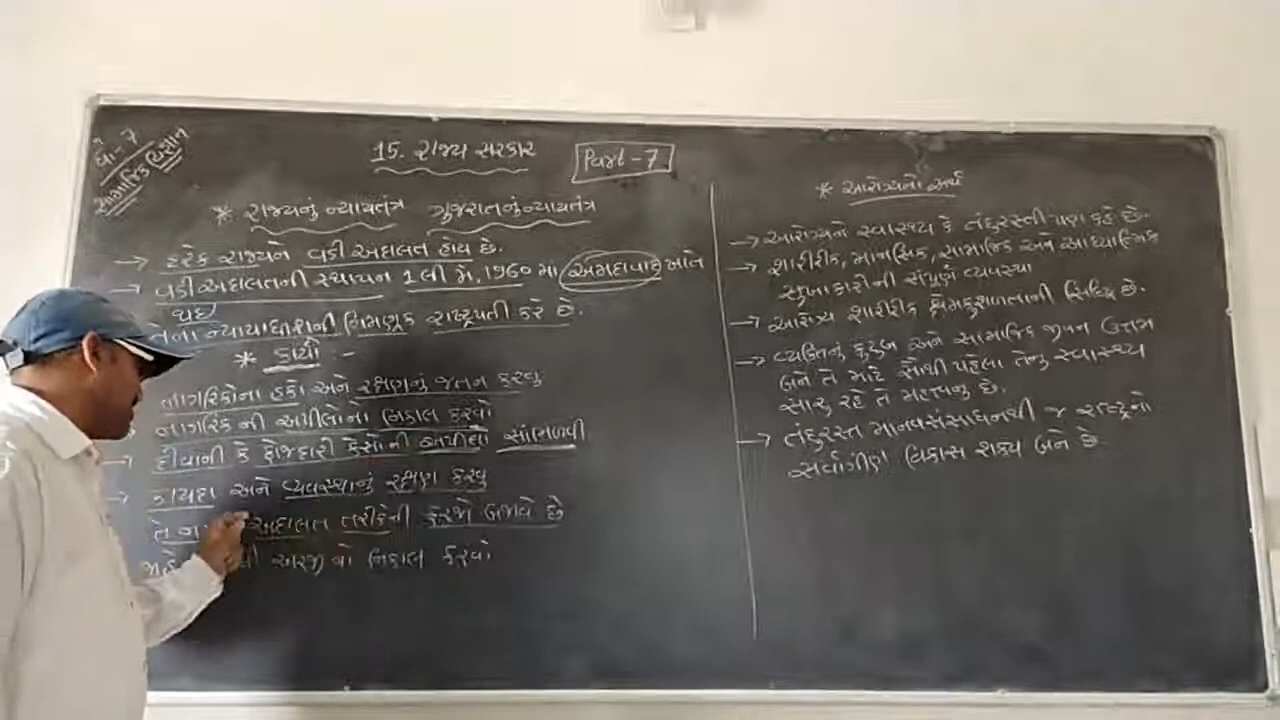 ધો-7
સામાજિક વિજ્ઞાન
15. રાજ્ય સરકાર
Part-7
* રાજ્યનું ન્યાયતંત્ર ગુજરાતનું ન્યાયતંત્ર
→ દરેક રાજ્યને વડી અદાલત હોય છે.
→ વડી અદાલતની સ્થાપના 1લી મે, 1960 માં અમદાવાદ ખાતે
થઇ
તેના ન્યાયાધીશની નિમણૂક રાષ્ટ્રપતી કરે છે.
* કાર્યો :-
નાગરિકોના હકો અને રક્ષણનું જતન કરવુ
નાગરિકની અપીલોનો નિકાલ કરવો
→ દીવાની કે ફોજદારી કેસોની અપીલો સાંભળવી
→ કાયદા અને વ્યવસ્થાનું રક્ષણ કરવુ
અદાલત તરીકેની ફરજો બજાવે છે
નિકાલ કરવો
* આરોગ્યનો અર્થ
→ આરોગ્યને સ્વાસ્થ્ય કે તંદુરસ્તી પણ કહે છે.
→ શારીરીક, માનસિક, સામાજિક અને આધ્યાત્મિક
સુખાકારીની સંપુર્ણ વ્યવસ્થા
→ આરોગ્ય શારીરીક ક્ષેમકુશળતાની સિધ્ધિ છે.
→ વ્યક્તિનું કુટુંબ અને સામાજિક જીવન ઉત્તમ
બને તે માટે સૌથી પહેલા તેનુ સ્વાસ્થ્ય
સારુ રહે તે મહત્વનુ છે.
→ તંદુરસ્ત માનવસંસાધનથી જ રાષ્ટ્રનો
સર્વાગીણ વિકાસ શક્ય બને છે.